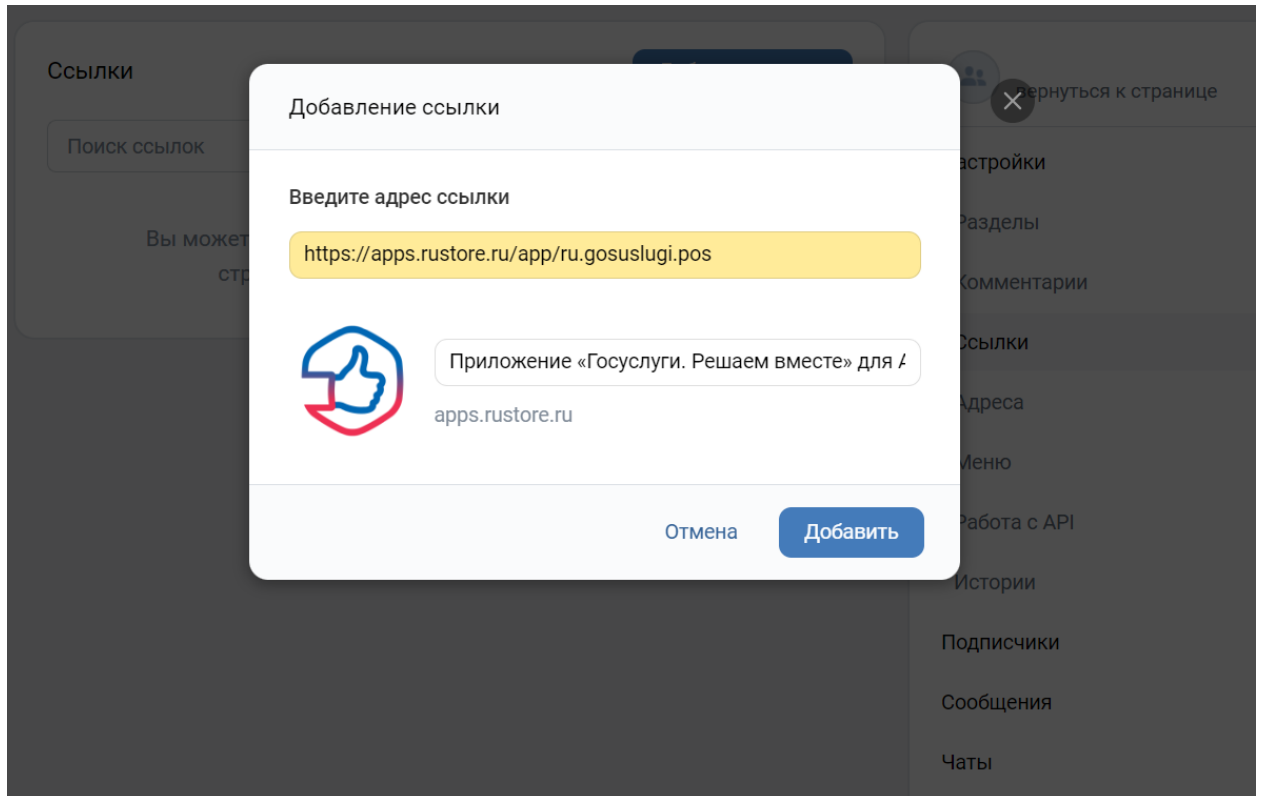 Ссылки
Добавление ссылки
вернуться к странице
Поиск ссылок
астройки
Введите адрес ссылки
Разделы
Вы может
https://apps.rustore.ru/app/ru.gosuslugi.pos
стр
Комментарии
Ссылки
Приложение «Госуслуги. Решаем вместе» для А
Адреса
apps.rustore.ru
Меню
Отмена
Добавить
Работа с API
Истории
Подписчики
Сообщения
Чаты